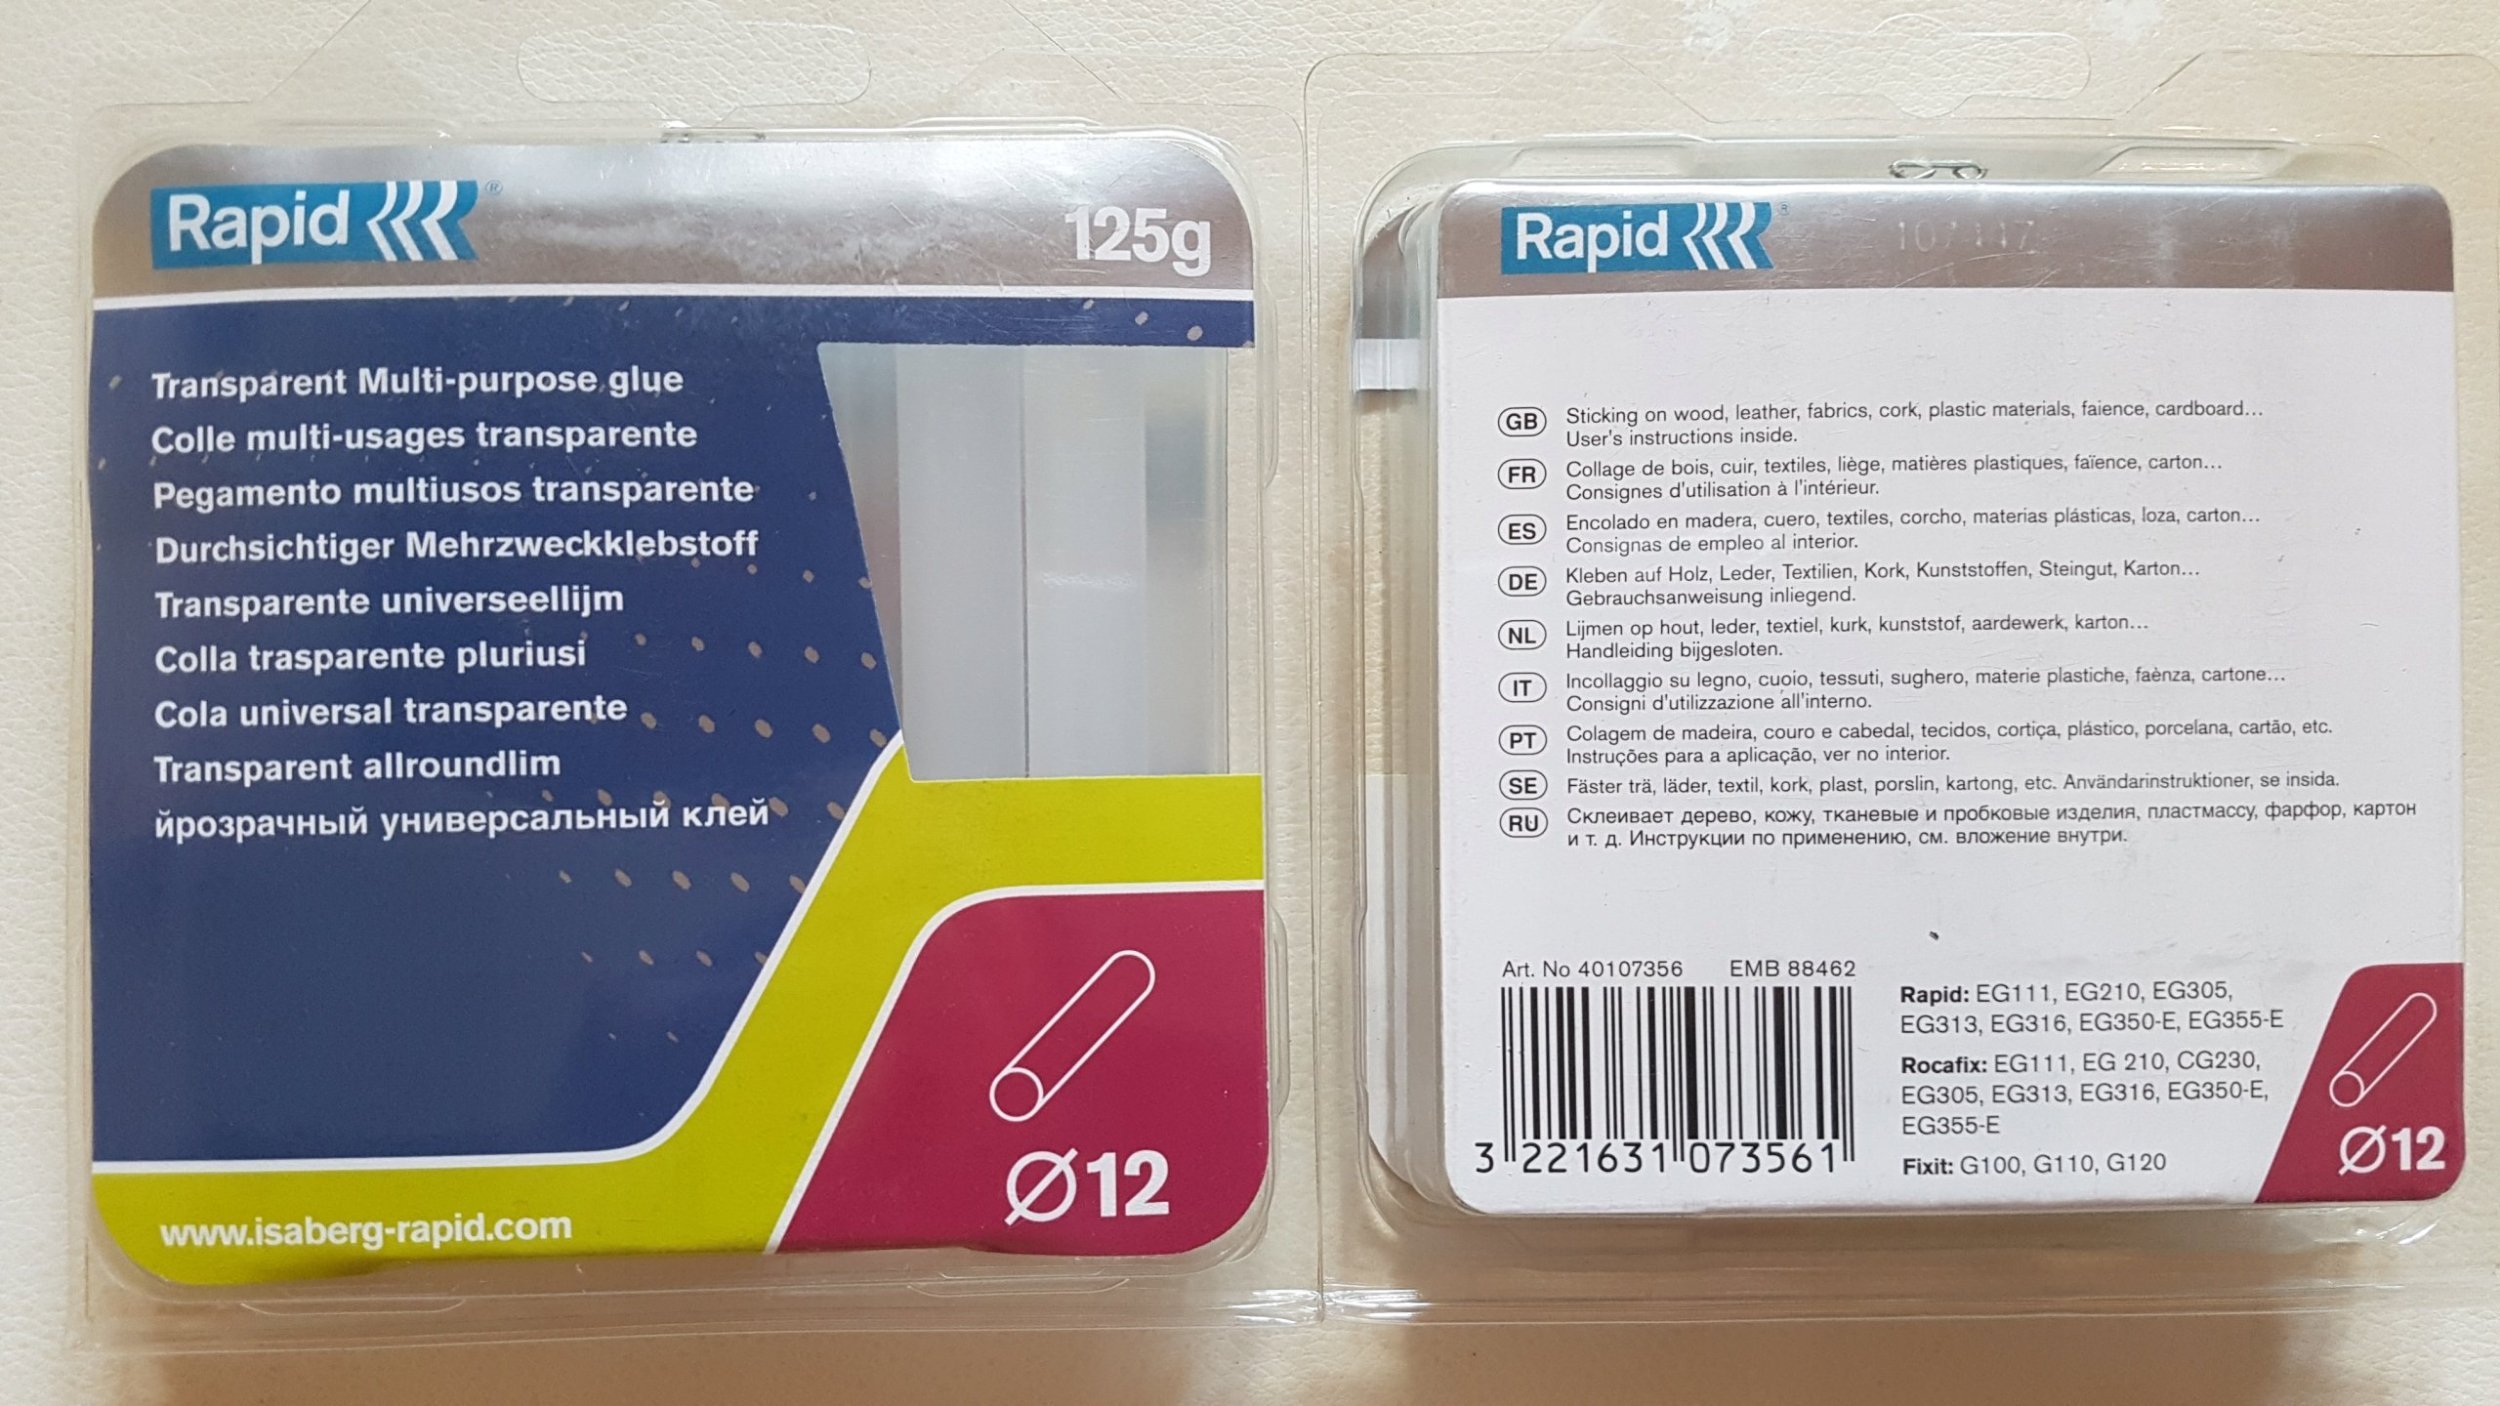 Rapid ®
125g
Transparent Multi-purpose glue
Colle multi-usages transparente
Pegamento multiusos transparente
Durchsichtiger Mehrzweckklebstoff
Transparente universeellijm
Colla trasparente pluriusi
Cola universal transparente
Transparent allroundlim
йрозрачный универсальный клей
Ø12
www.isaberg-rapid.com
Rapid ®
GB Sticking on wood, leather, fabrics, cork, plastic materials, faience, cardboard...
User's instructions inside.
FR Collage de bois, cuir, textiles, liège, matières plastiques, faïence, carton...
Consignes d'utilisation à l'intérieur.
ES Encolado en madera, cuero, textiles, corcho, materias plásticas, loza, carton...
Consignas de empleo al interior.
DE Kleben auf Holz, Leder, Textilien, Kork, Kunststoffen, Steingut, Karton...
Gebrauchsanweisung inliegend.
NL Lijmen op hout, leder, textiel, kurk, kunststof, aardewerk, karton...
Handleiding bijgesloten.
IT Incollaggio su legno, cuoio, tessuti, sughero, materie plastiche, faènza, cartone...
Consigni d'utilizzazione all'interno.
PT Colagem de madeira, couro e cabedal, tecidos, cortiça, plástico, porcelana, cartão, etc.
Instruções para a aplicação, ver no interior.
SE Fäster trä, läder, textil, kork, plast, porslin, kartong, etc. Användarinstruktioner, se insida.
RU Склеивает дерево, кожу, тканевые и пробковые изделия, пластмассу, фарфор, картон
и т. д. Инструкции по применению, см. вложение внутри.
Art. No 40107356 EMB 88462
3 221631 073561
Rapid: EG111, EG210, EG305,
EG313, EG316, EG350-E, EG355-E
Rocafix: EG111, EG 210, CG230,
EG305, EG313, EG316, EG350-E,
EG355-E
Fixit: G100, G110, G120
Ø12